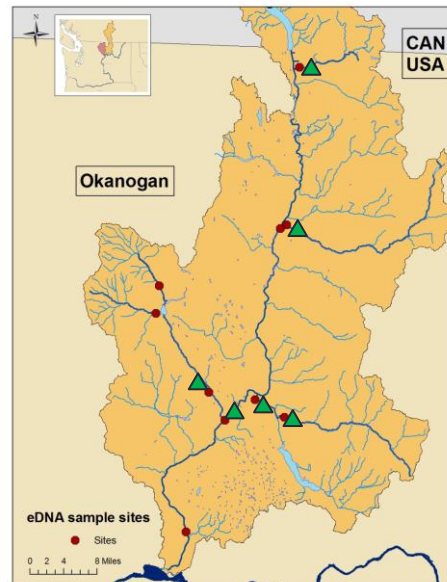 CAN
USA
Okanogan
eDNA sample sites
Sites
0 2 4 8 Miles